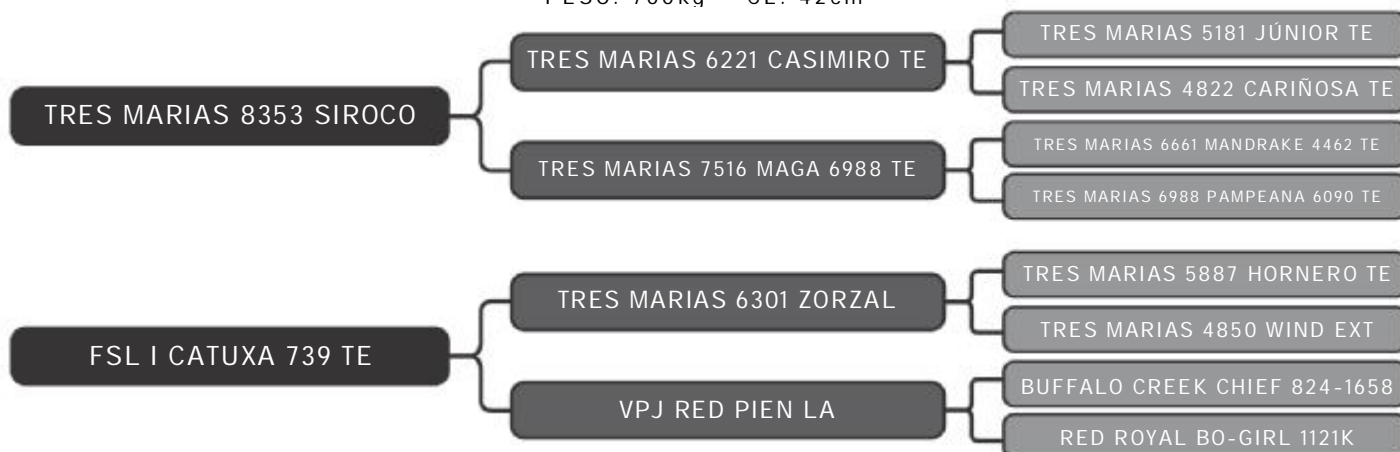 PESO: CE: 42cm
TRES MARIAS 5181 JÚNIOR TE
TRES MARIAS 6221 CASIMIRO TE
TRES MARIAS 4822 CARIÑOSA TE
TRES MARIAS 8353 SIROCO
TRES MARIAS 6661 MANDRAKE 4462 TE
TRES MARIAS 7516 MAGA 6988 TE
TRES MARIAS 6988 PAMPEANA 6090 TE
TRES MARIAS 5887 HORNERO TE
TRES MARIAS 6301 ZORZAL
TRES MARIAS 4850 WIND EXT
FSL I CATUXA 739 TE
BUFFALO CREEK CHIEF 824-1658
VPJ RED PIEN LA
RED ROYAL BO-GIRL 1121K